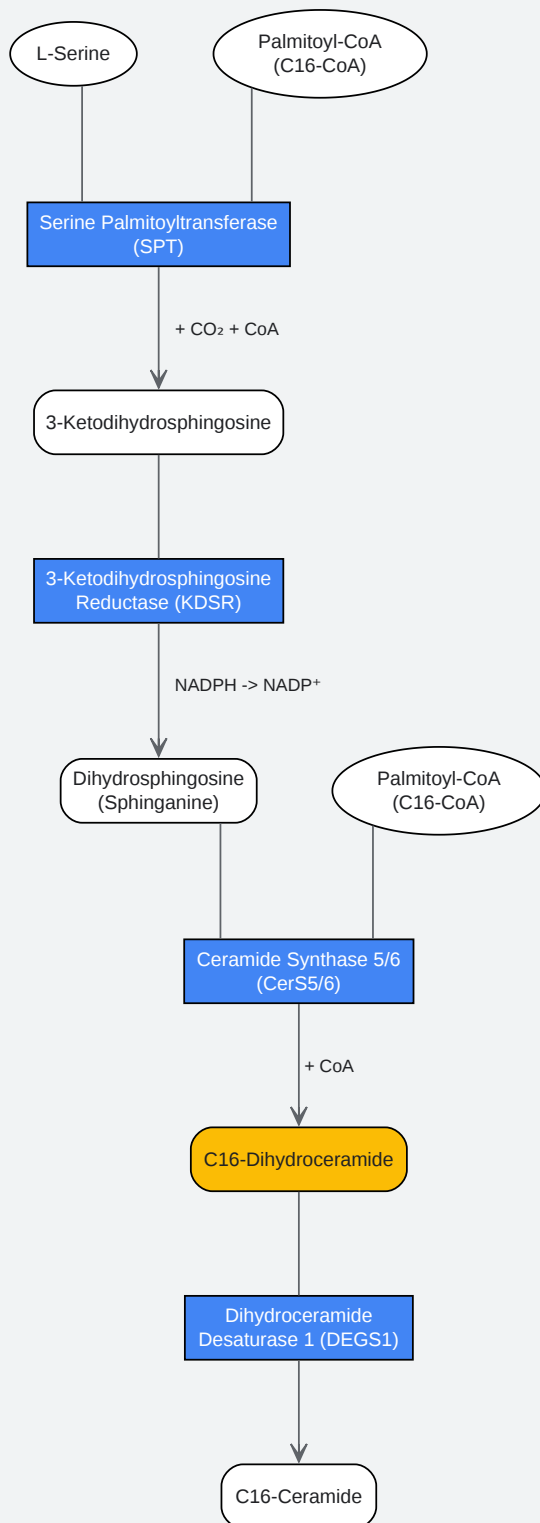 L-Serine
Palmitoyl-CoA
(C16-CoA)
Serine Palmitoyltransferase
(SPT)
+ CO₂ + CoA
3-Ketodihydrosphingosine
3-Ketodihydrosphingosine
Reductase (KDSR)
NADPH -> NADP⁺
Dihydrosphingosine
(Sphinganine)
Palmitoyl-CoA
(C16-CoA)
Ceramide Synthase 5/6
(CerS5/6)
+ CoA
C16-Dihydroceramide
Dihydroceramide
Desaturase 1 (DEGS1)
C16-Ceramide